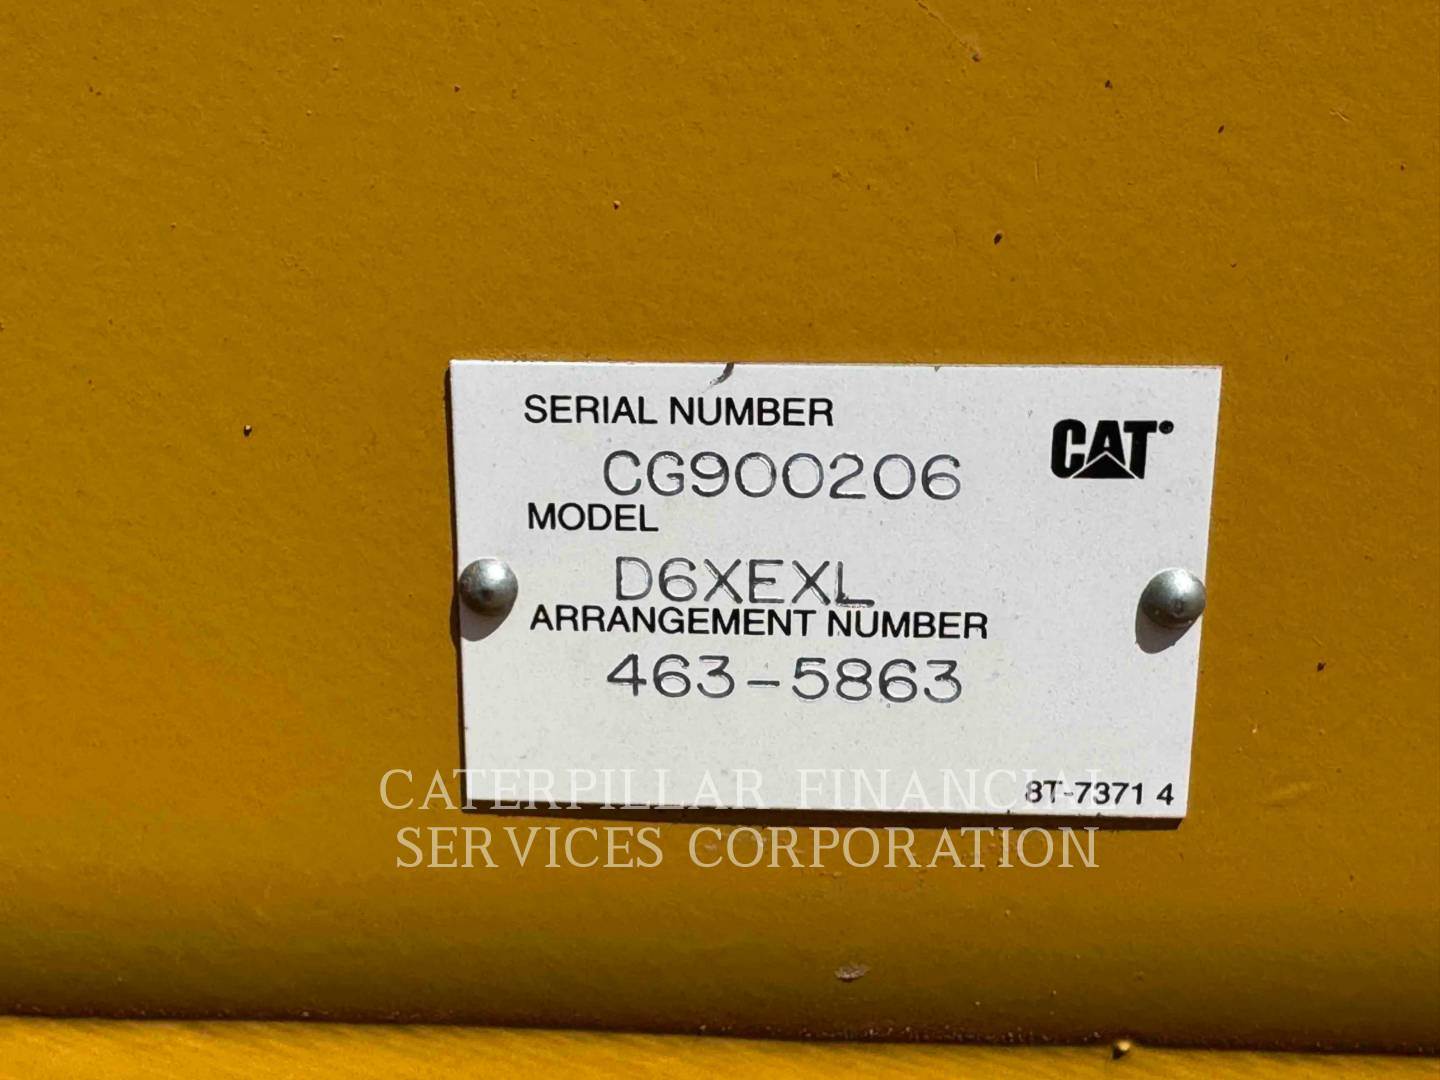 SERIAL NUMBER
CAT
CG900206
MODEL
D6XEXL
ARRANGEMENT NUMBER
463-5863
8T-7371 4
CATERPILLAR FINANCIAL
SERVICES CORPORATION